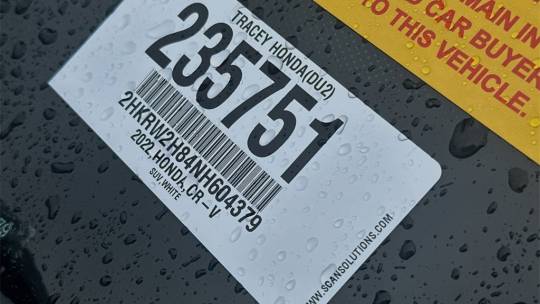 TRACEY HONDA(DU2)
235751
2HKRW2H84NH604379
2022, HONDA, CR-V
SUV, WHITE
WWW.SCANSOLUTIONS.COM
MAIN IN
CAR BUYER
TO THIS VEHICLE.